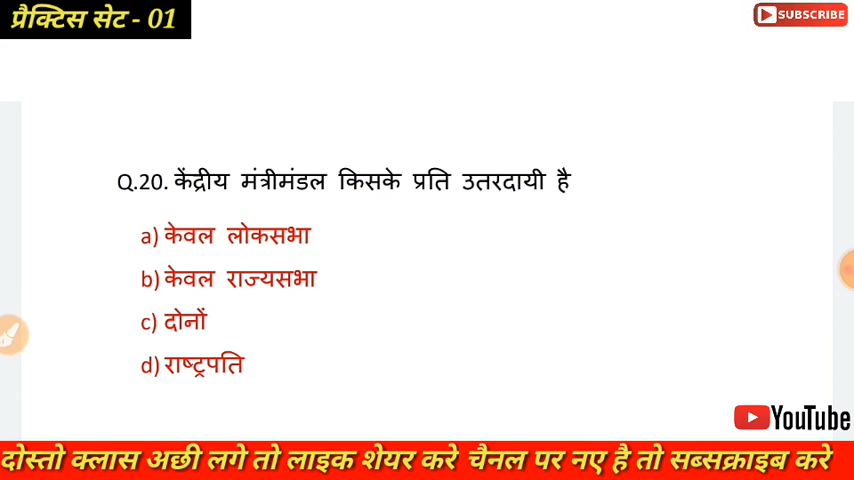 प्रैक्टिस सेट - 01
SUBSCRIBE
Q.20. केंद्रीय मंत्रीमंडल किसके प्रति उतरदायी है
a) केवल लोकसभा
b) केवल राज्यसभा
c) दोनों
d) राष्ट्रपति
YouTube
दोस्तो क्लास अछी लगे तो लाइक शेयर करे चैनल पर नए है तो सब्सक्राइब करे